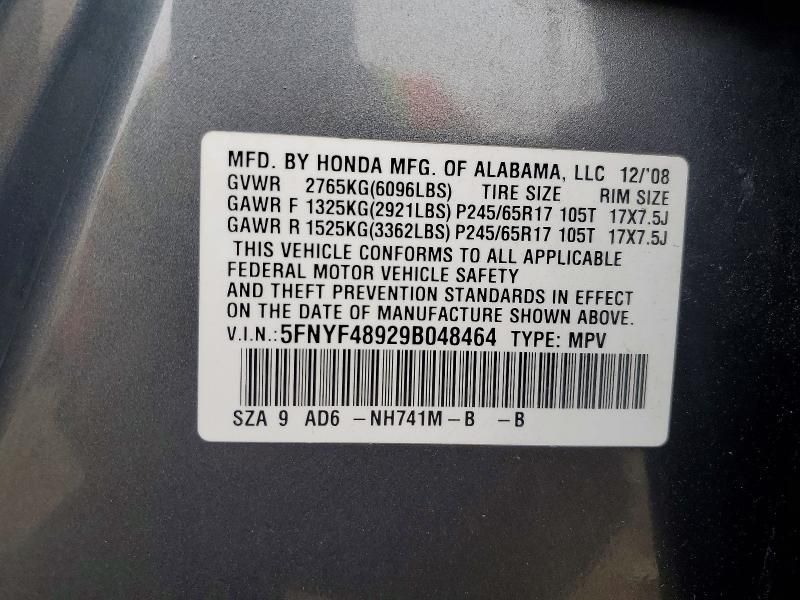 MFD. BY HONDA MFG. OF ALABAMA, LLC 12/'08
GVWR 2765KG(6096LBS) TIRE SIZE RIM SIZE
GAWR F 1325KG(2921LBS) P245/65R17 105T 17X7.5J
GAWR R 1525KG(3362LBS) P245/65R17 105T 17X7.5J
THIS VEHICLE CONFORMS TO ALL APPLICABLE
FEDERAL MOTOR VEHICLE SAFETY
AND THEFT PREVENTION STANDARDS IN EFFECT
ON THE DATE OF MANUFACTURE SHOWN ABOVE.
V.I.N.:5FNYF48929B048464 TYPE: MPV
SZA 9 AD6 -NH741M-B -B